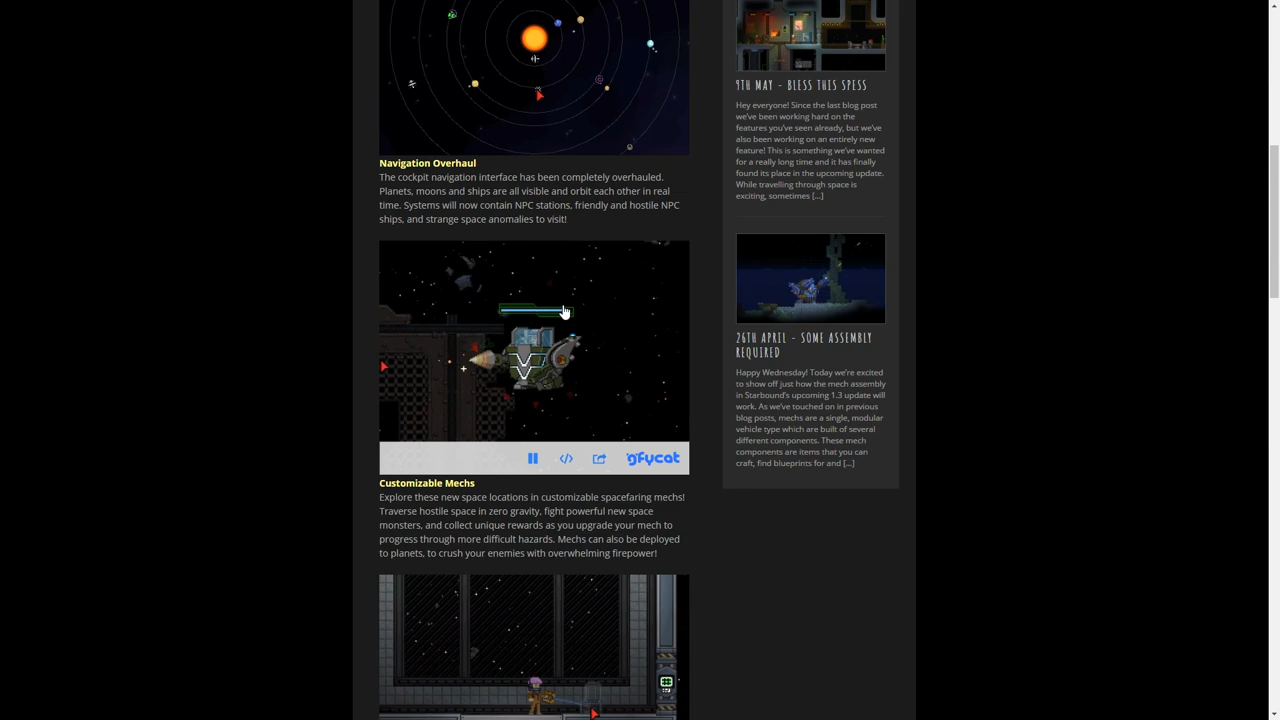 Navigation Overhaul
The cockpit navigation interface has been completely overhauled.
Planets, moons and ships are all visible and orbit each other in real
time. Systems will now contain NPC stations, friendly and hostile NPC
ships, and strange space anomalies to visit!
gfycat
Customizable Mechs
Explore these new space locations in customizable spacefaring mechs!
Traverse hostile space in zero gravity, fight powerful new space
monsters, and collect unique rewards as you upgrade your mech to
progress through more difficult hazards. Mechs can also be deployed
to planets, to crush your enemies with overwhelming firepower!
9TH MAY – BLESS THIS SPESS
Hey everyone! Since the last blog post
we've been working hard on the
features you've seen already, but we've
also been working on an entirely new
feature! This is something we've wanted
for a really long time and it has finally
found its place in the upcoming update.
While travelling through space is
exciting, sometimes [...]
26TH APRIL – SOME ASSEMBLY
REQUIRED
Happy Wednesday! Today we're excited
to show off just how the mech assembly
in Starbound's upcoming 1.3 update will
work. As we've touched on in previous
blog posts, mechs are a single, modular
vehicle type which are built of several
different components. These mech
components are items that you can
craft, find blueprints for and [...]